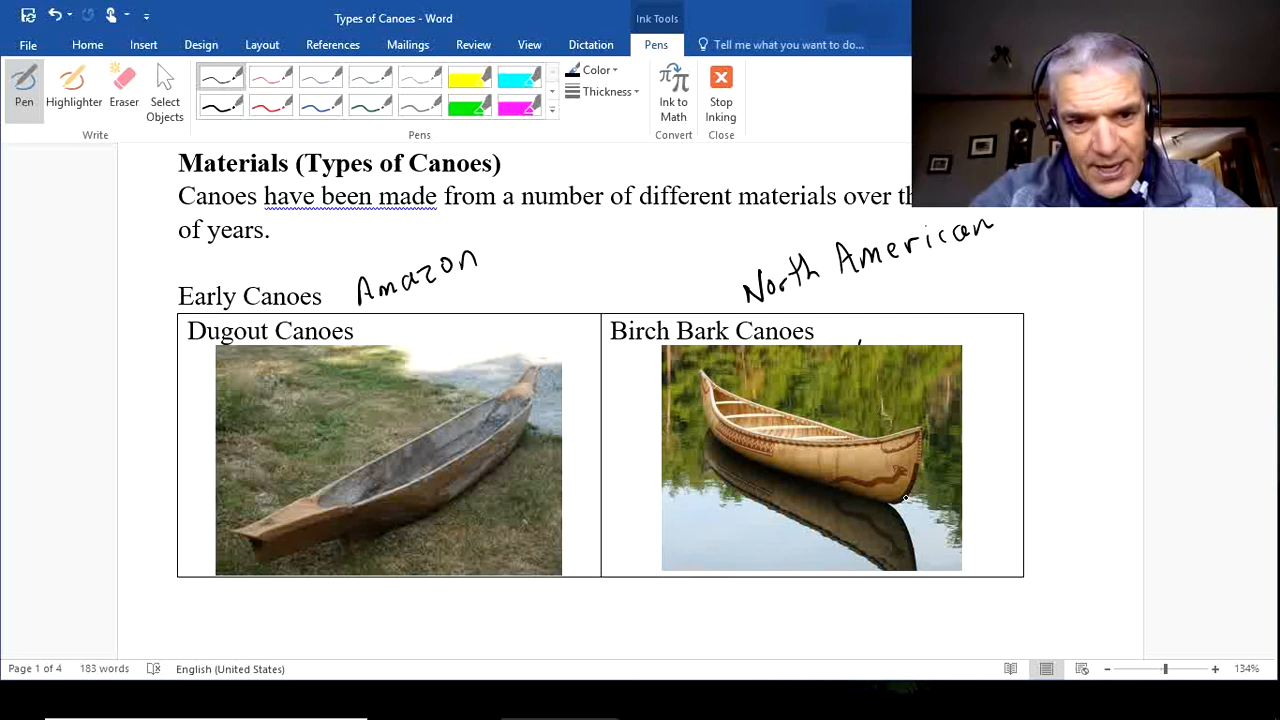 Types of Canoes - Word
Ink Tools
File Home Insert Design Layout References Mailings Review View Dictation Pens Tell me what you want to do...
Pen Highlighter Eraser Select Objects
Color
Thickness
Ink to Math
Stop Inking
Write Pens Convert Close
Materials (Types of Canoes)
Canoes have been made from a number of different materials over
of years.
Amazon North American
Early Canoes
Dugout Canoes Birch Bark Canoes
Page 1 of 4 183 words English (United States) 134%